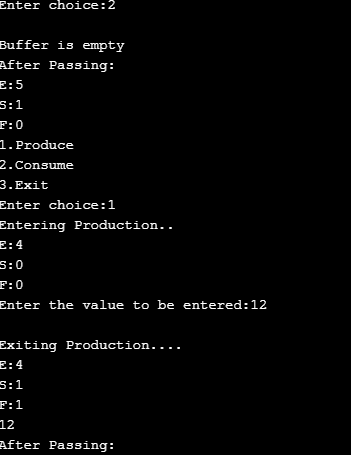 Enter choice:2
Buffer is empty
After Passing:
E:5
S:1
F:0
1.Produce
2.Consume
3.Exit
Enter choice:1
Entering Production..
E:4
S:0
F:0
Enter the value to be entered:12
Exiting Production....
E:4
S:1
F:1
12
After Passing: